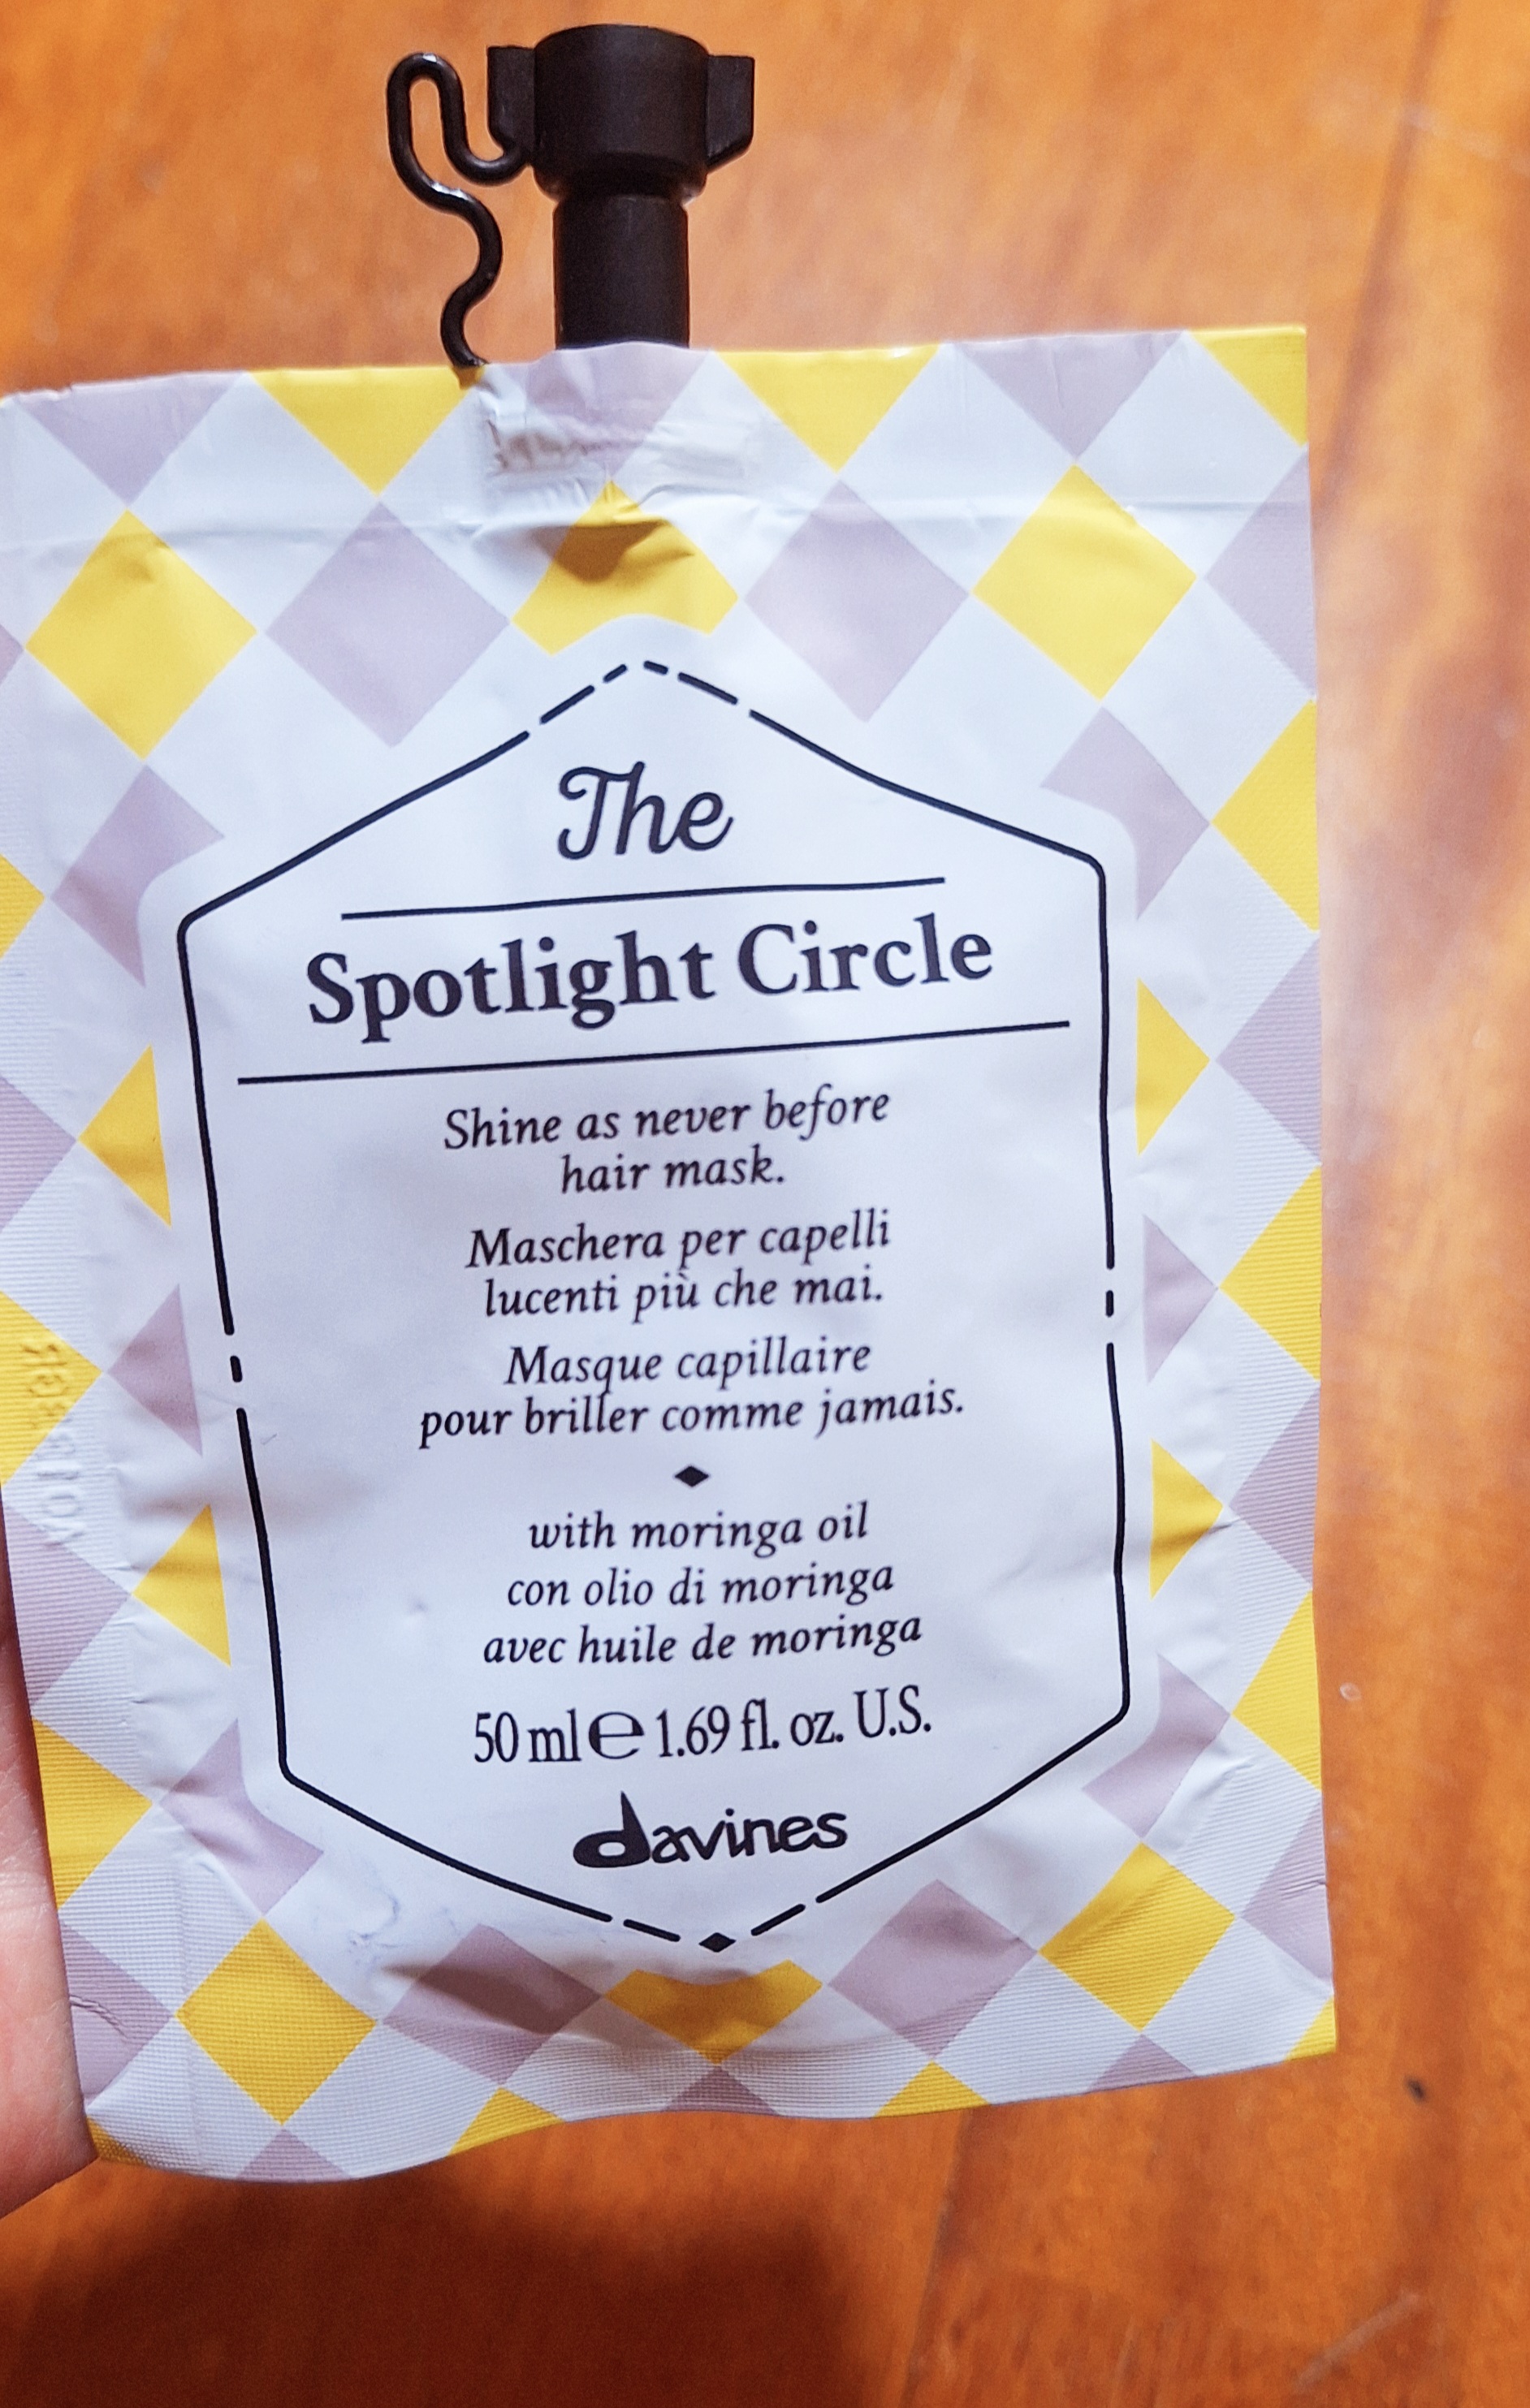 The
Spotlight Circle
Shine as never before
hair mask.
Maschera per capelli
lucenti più che mai.
Masque capillaire
pour briller comme jamais.
with moringa oil
con olio di moringa
avec huile de moringa
50 ml ℮ 1.69 fl. oz. U.S.
davines